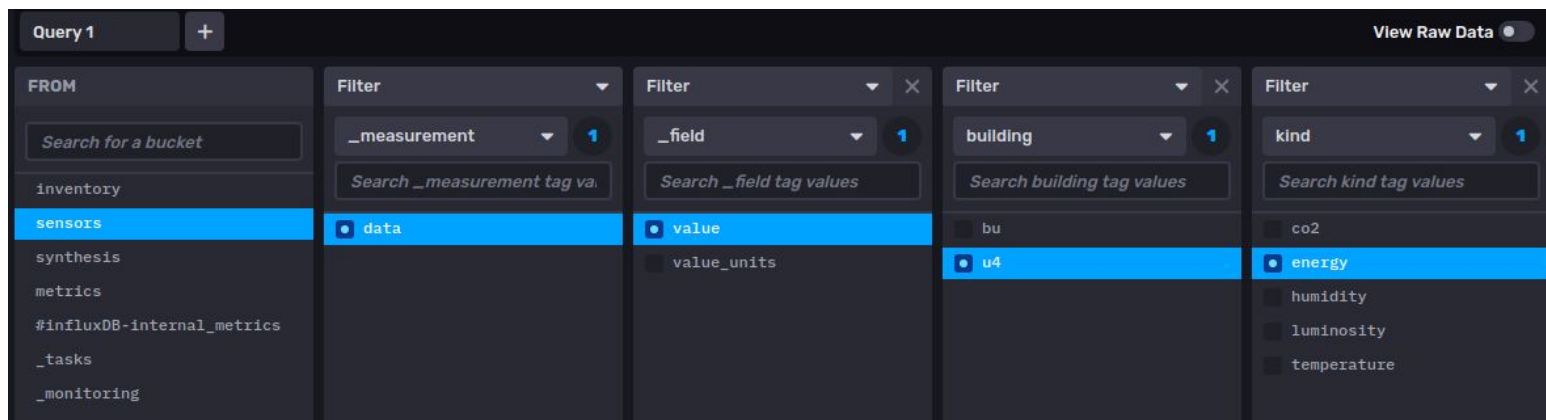 Query 1
+
View Raw Data
FROM
Search for a bucket
inventory
sensors
synthesis
metrics
#influxDB-internal_metrics
_tasks
_monitoring
Filter
_measurement
1
Search _measurement tag va
data
Filter
_field
1
Search _field tag values
value
value_units
Filter
building
1
Search building tag values
bu
u4
Filter
kind
1
Search kind tag values
co2
energy
humidity
luminosity
temperature